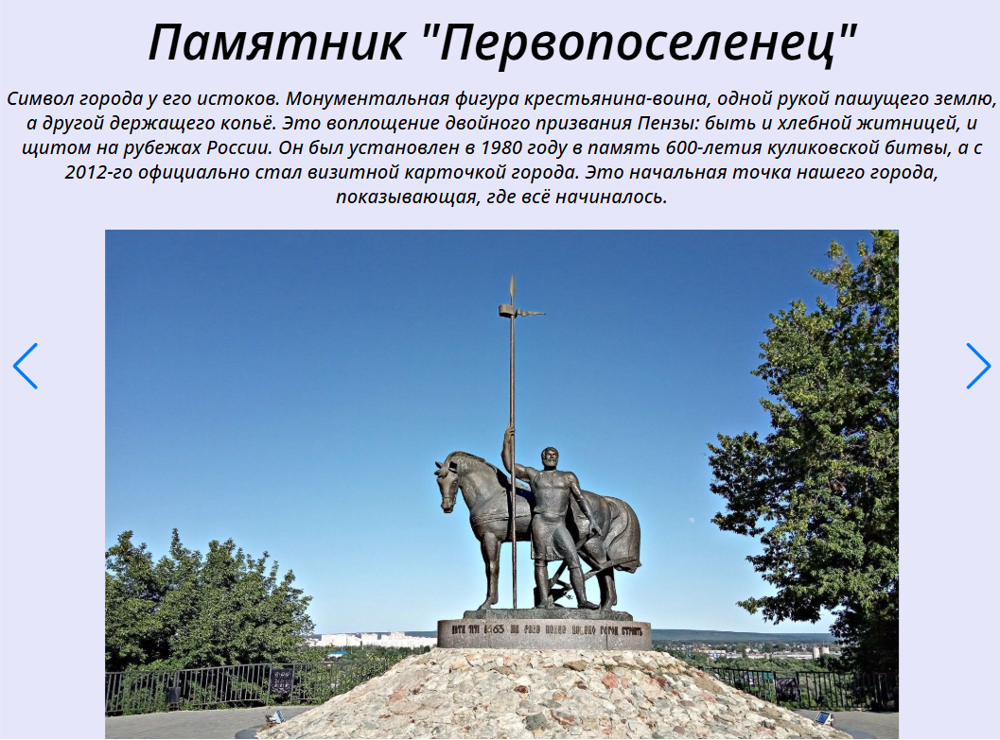 Памятник "Первопоселенец"
Символ города у его истоков. Монументальная фигура крестьянина-воина, одной рукой пашущего землю,
а другой держащего копьё. Это воплощение двойного призвания Пензы: быть и хлебной житницей, и
щитом на рубежах России. Он был установлен в 1980 году в память 600-летия куликовской битвы, а с
2012-го официально стал визитной карточкой города. Это начальная точка нашего города,
показывающая, где всё начиналось.
ГОРОД СТРОИТЬ